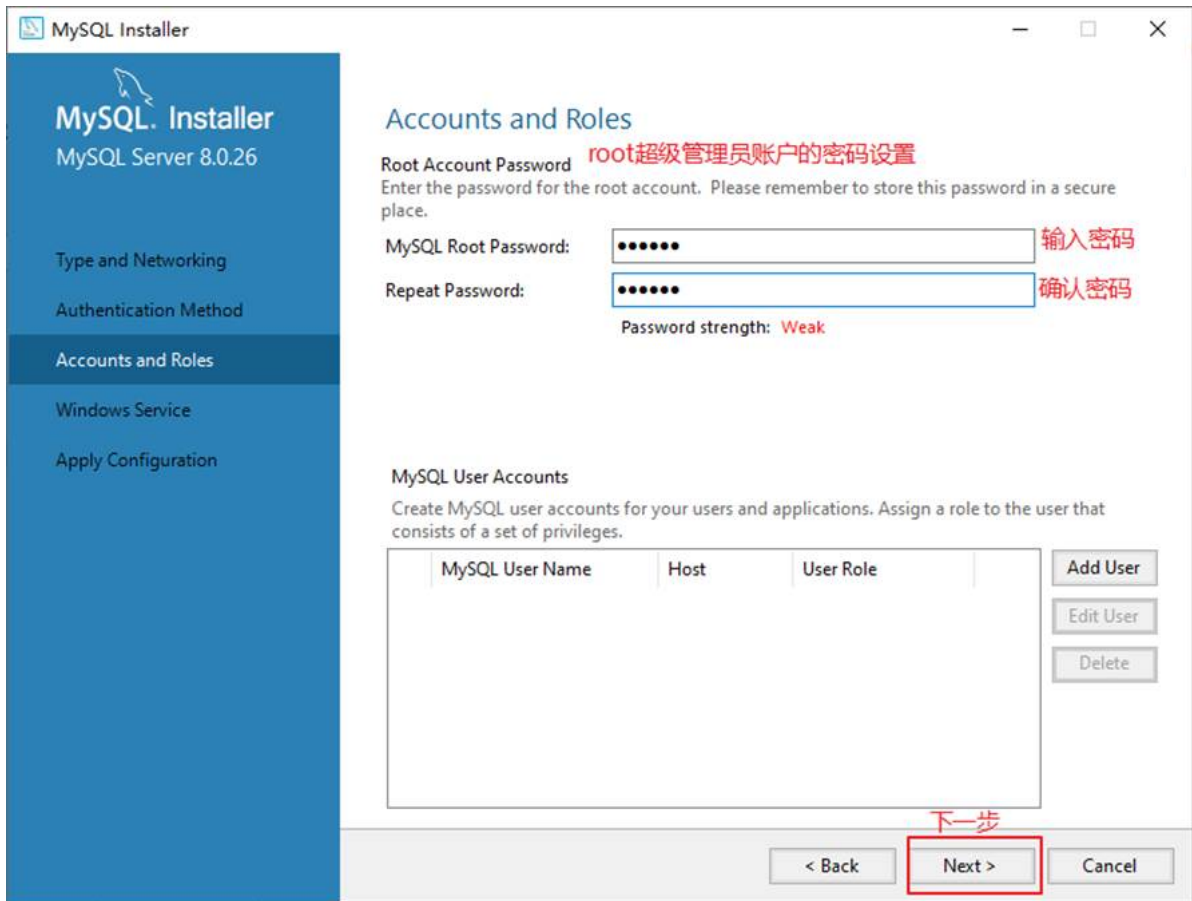 MySQL Installer
MySQL. Installer
MySQL Server 8.0.26
Type and Networking
Authentication Method
Accounts and Roles
Windows Service
Apply Configuration
Accounts and Roles
Root Account Password root超级管理员账户的密码设置
Enter the password for the root account. Please remember to store this password in a secure
place.
MySQL Root Password: ●●●●●● 输入密码
Repeat Password: ●●●●●● 确认密码
Password strength: Weak
MySQL User Accounts
Create MySQL user accounts for your users and applications. Assign a role to the user that
consists of a set of privileges.
MySQL User Name Host User Role
Add User
Edit User
Delete
下一步
< Back Next > Cancel